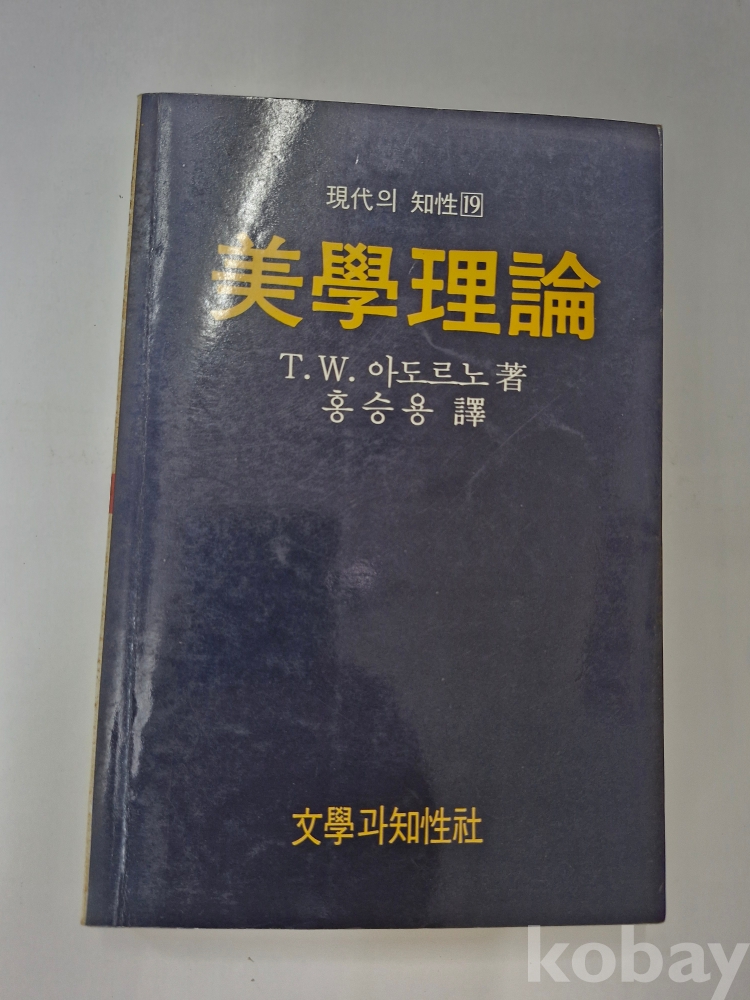 現代의 知性 19
美學理論
T. W. 아도르노 著
홍승용 譯
文學과知性社
kobay